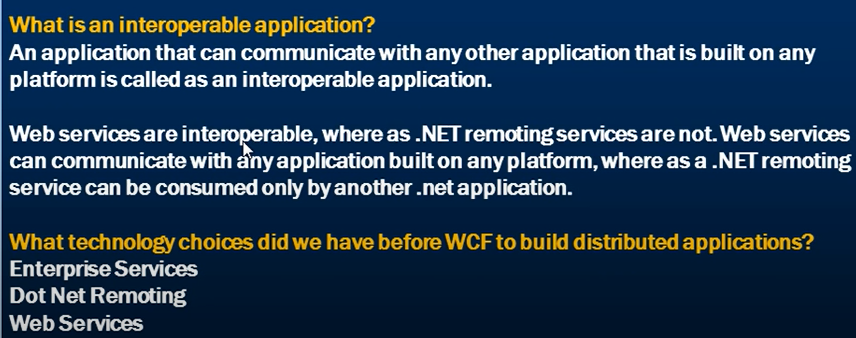 What is an interoperable application?
An application that can communicate with any other application that is built on any
platform is called as an interoperable application.
Web services are interoperable, where as .NET remoting services are not. Web services
can communicate with any application built on any platform, where as a .NET remoting
service can be consumed only by another .net application.
What technology choices did we have before WCF to build distributed applications?
Enterprise Services
Dot Net Remoting
Web Services